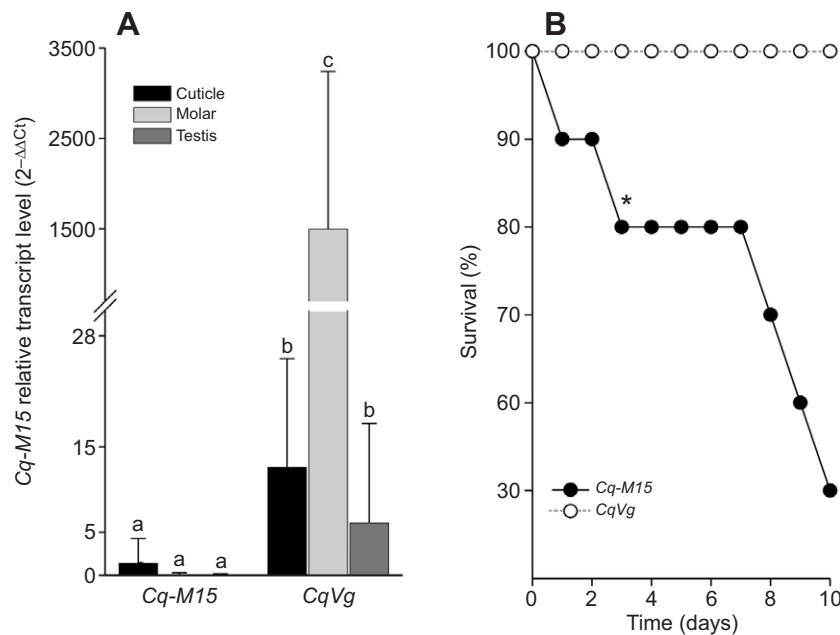 A
Cq-M15 relative transcript level (2–ΔΔCt)
3500
2500
1500
28
15
5
0
Cuticle
Molar
Testis
a
a
a
b
c
b
Cq-M15
CqVg
B
Survival (%)
100
90
80
70
60
30
*
Cq-M15
CqVg
0
2
4
6
8
10
Time (days)